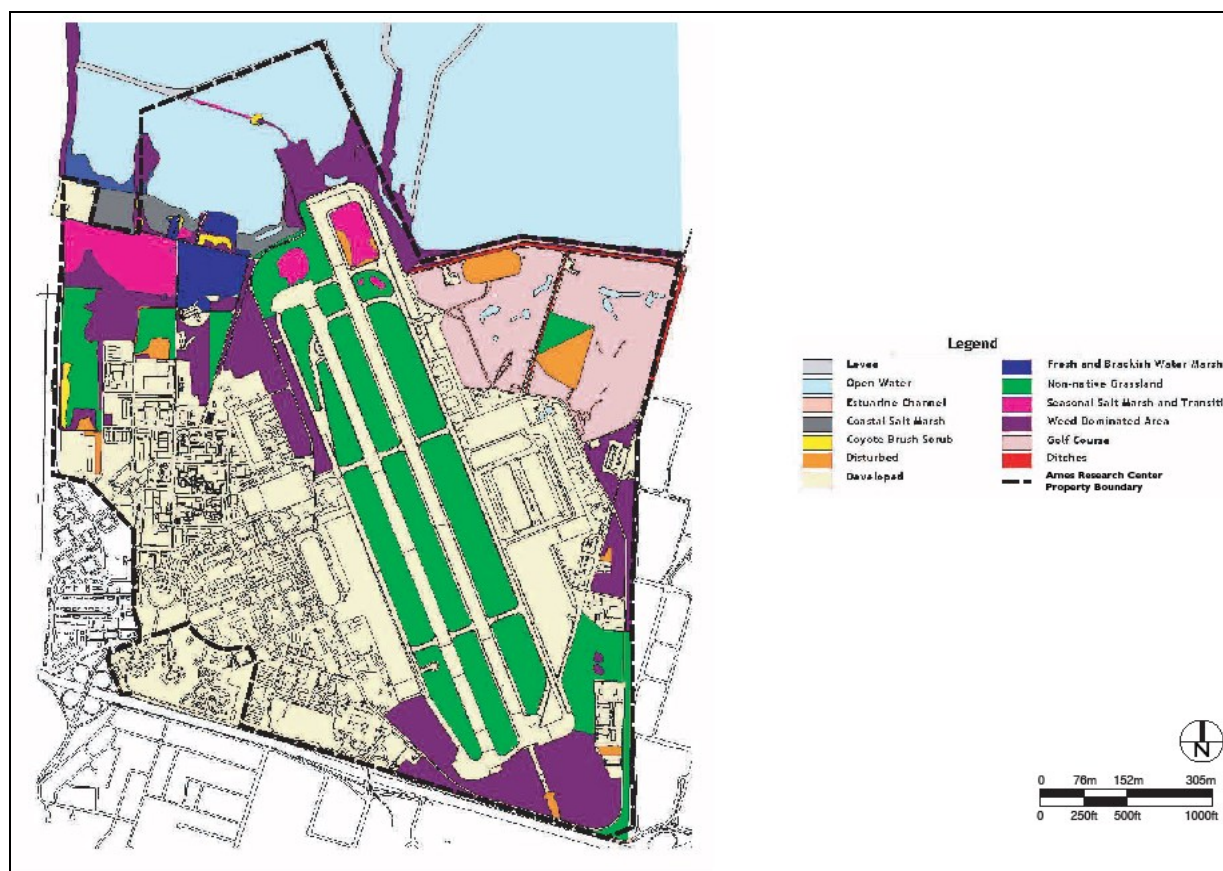 Legend
Levee
Open Water
Estuarine Channel
Coastal Salt Marsh
Coyote Brush Scrub
Disturbed
Developed
Fresh and Brackish Water Marsh
Non-native Grassland
Seasonal Salt Marsh and Transiti
Weed Dominated Area
Golf Course
Ditches
Ames Research Center
Property Boundary
N
0 76m 152m 305m
0 250ft 500ft 1000ft